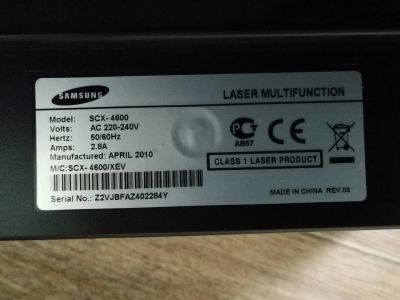 SAMSUNG
LASER MULTIFUNCTION
Model: SCX- 4600
Volts: AC 220-240V
Hertz: 50/60Hz
Amps: 2.8A
Manufactured: APRIL 2010
M/C:SCX- 4600/XEV
Serial No.: Z2VJBFAZ402284Y
AB57
CE
CLASS 1 LASER PRODUCT
MADE IN CHINA REV.00